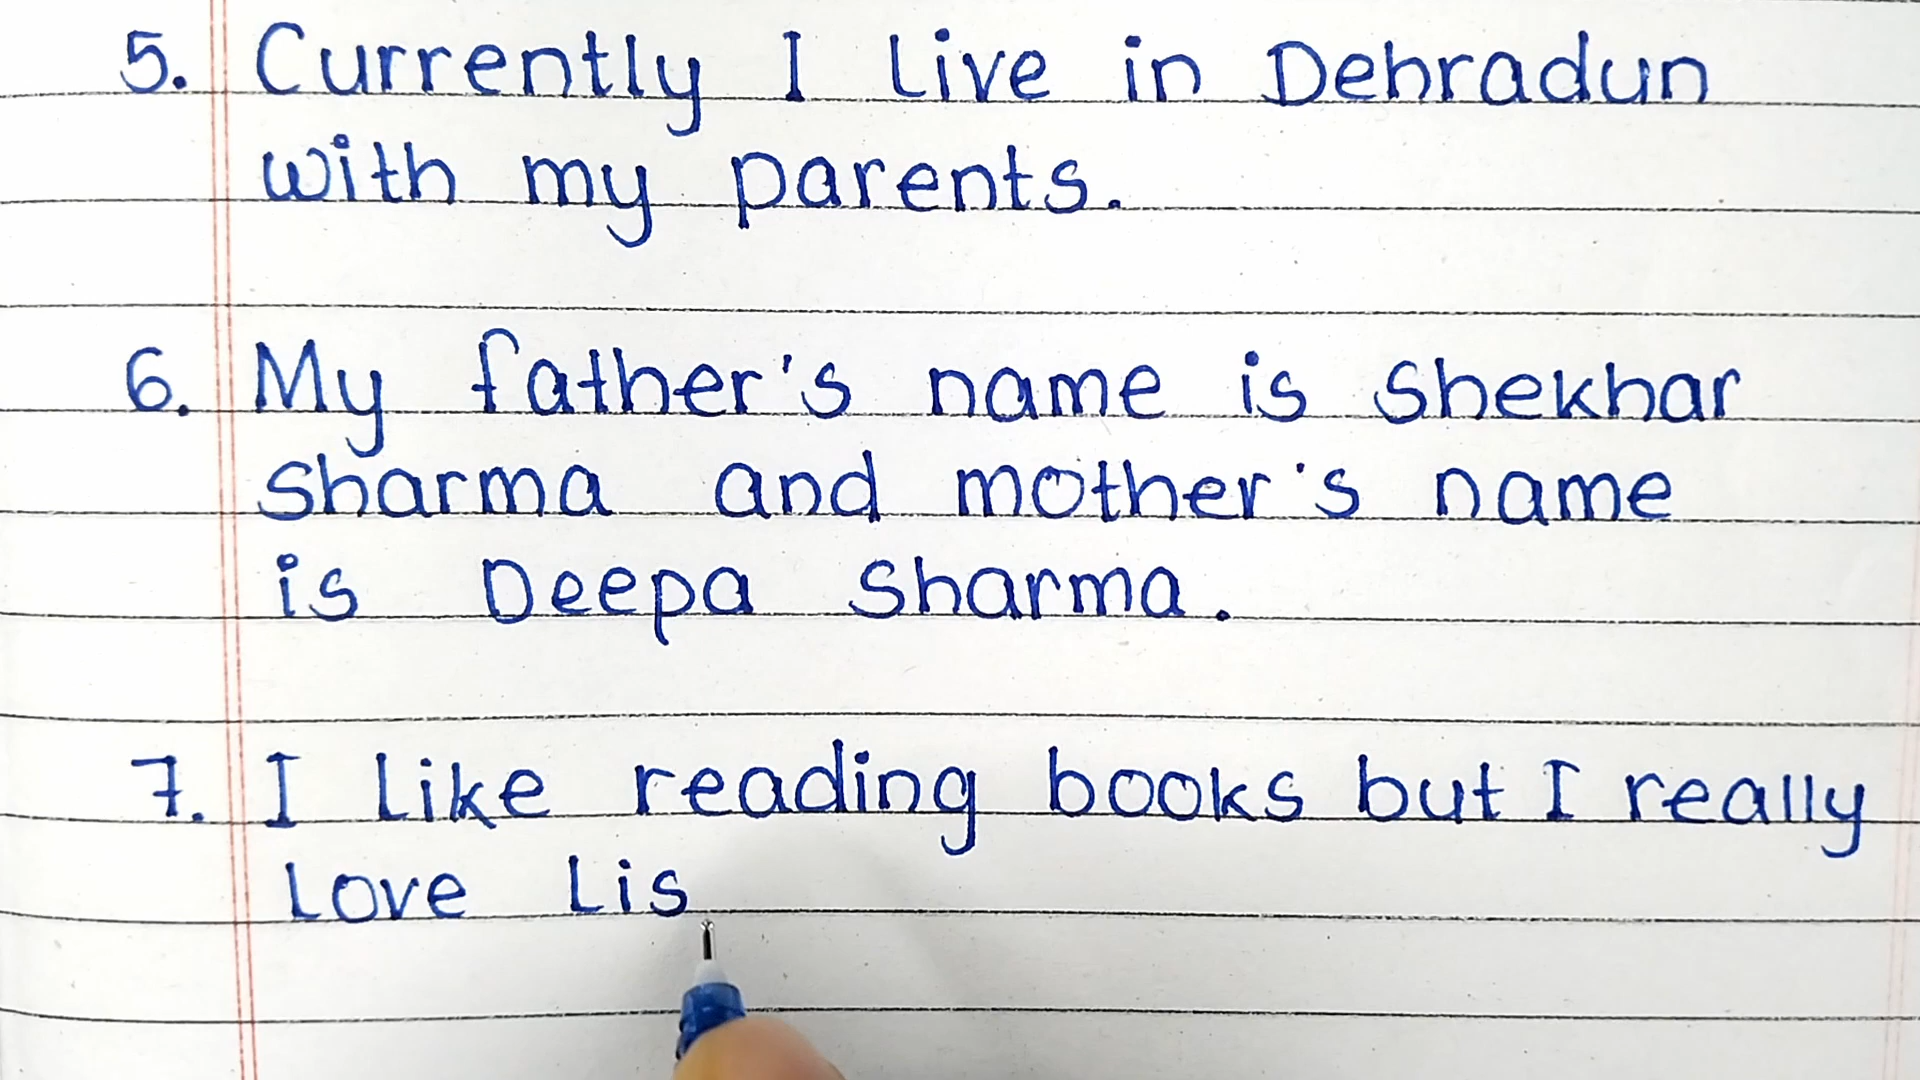 5. Currently I live in Dehradun
with my parents.
6. My father's name is Shekhar
Sharma and mother's name
is Deepa Sharma.
7. I like reading books but I really
Love Lis